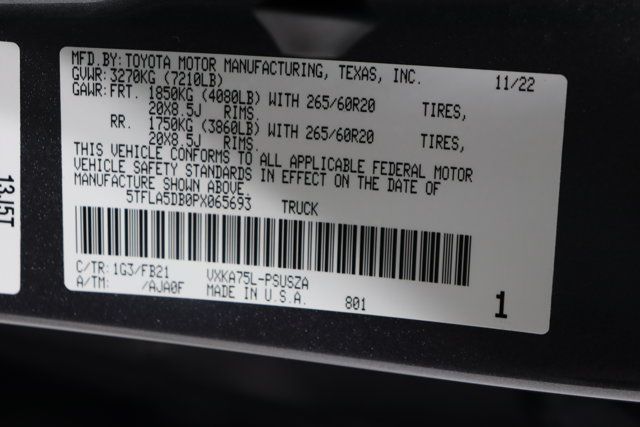 MFD.BY: TOYOTA MOTOR MANUFACTURING, TEXAS, INC. 11/22
GVWR: 3270KG (7210LB)
GAWR: FRT. 1850KG (4080LB) WITH 265/60R20 TIRES,
20X8.5J RIMS.
RR. 1750KG (3860LB) WITH 265/60R20 TIRES,
20X8.5J RIMS.
THIS VEHICLE CONFORMS TO ALL APPLICABLE FEDERAL MOTOR
VEHICLE SAFETY STANDARDS IN EFFECT ON THE DATE OF
MANUFACTURE SHOWN ABOVE.
5TFLA5DB0PX065693 TRUCK
C/TR: 1G3/FB21 VXKA75L-PSUSZA
A/TM: /AJA0F MADE IN U.S.A. 801
1
13J5T